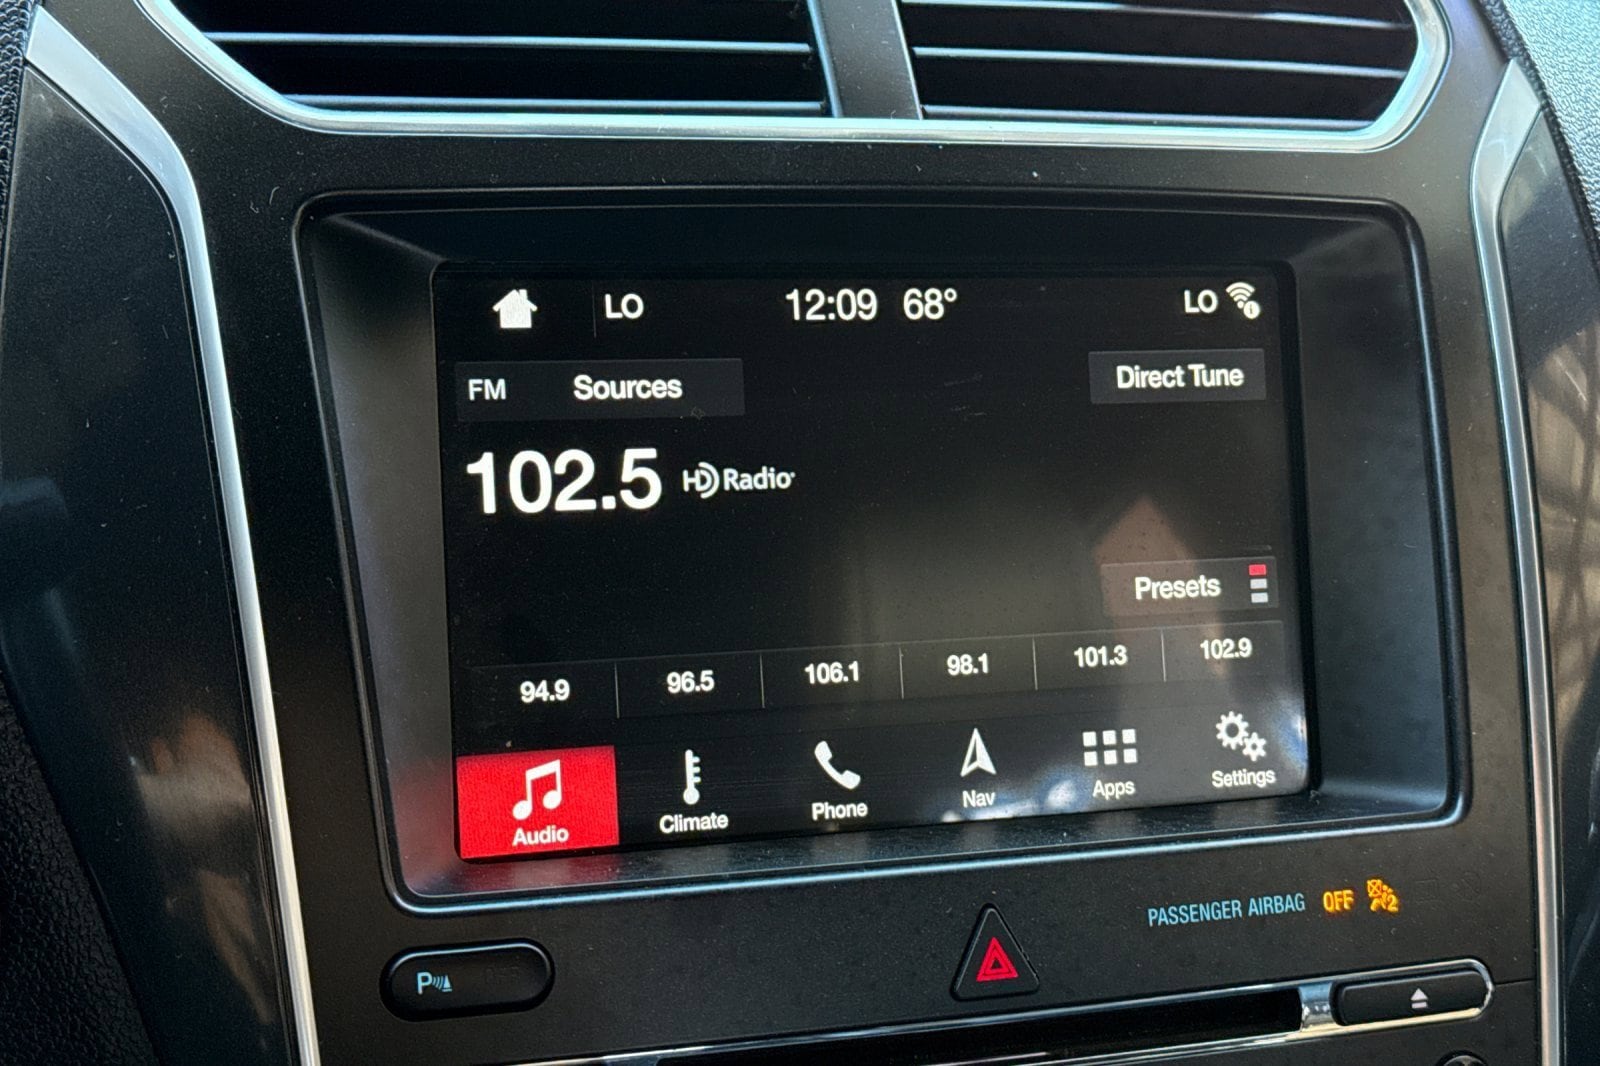 LO 12:09 68° LO
FM Sources Direct Tune
102.5 HD Radio
Presets
94.9 96.5 106.1 98.1 101.3 102.9
Audio Climate Phone Nav Apps Settings
PASSENGER AIRBAG OFF 2
P